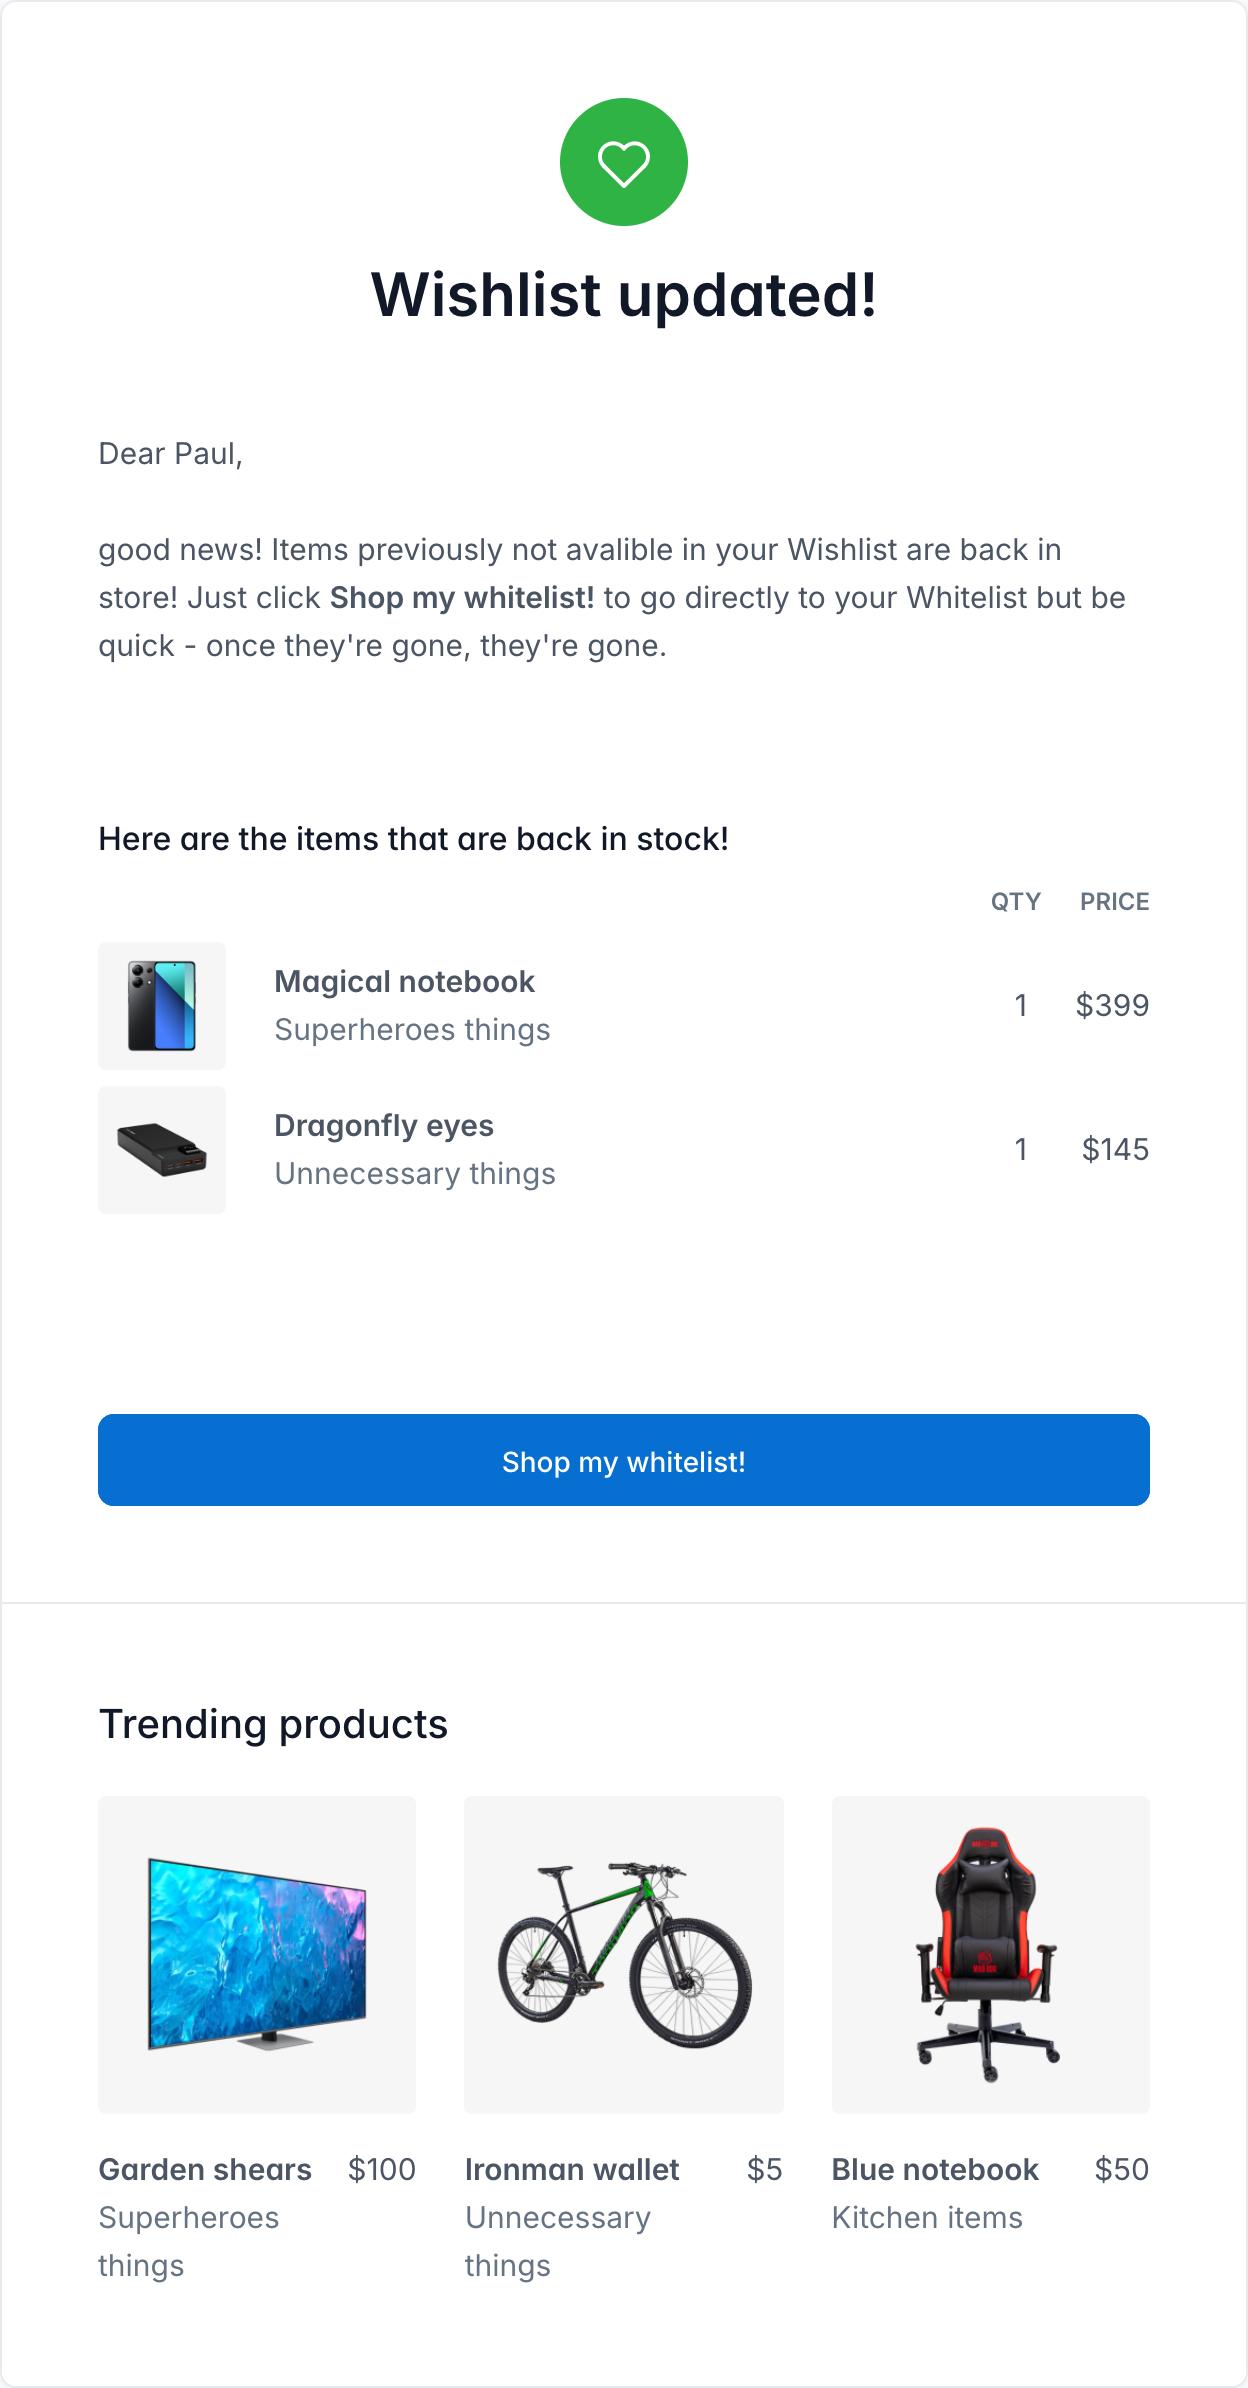 Wishlist updated!
Dear Paul,
good news! Items previously not avalible in your Wishlist are back in
store! Just click Shop my whitelist! to go directly to your Whitelist but be
quick - once they're gone, they're gone.
Here are the items that are back in stock!
QTY PRICE
Magical notebook
Superheroes things
1 $399
Dragonfly eyes
Unnecessary things
1 $145
Shop my whitelist!
Trending products
Garden shears $100
Superheroes
things
Ironman wallet $5
Unnecessary
things
Blue notebook $50
Kitchen items